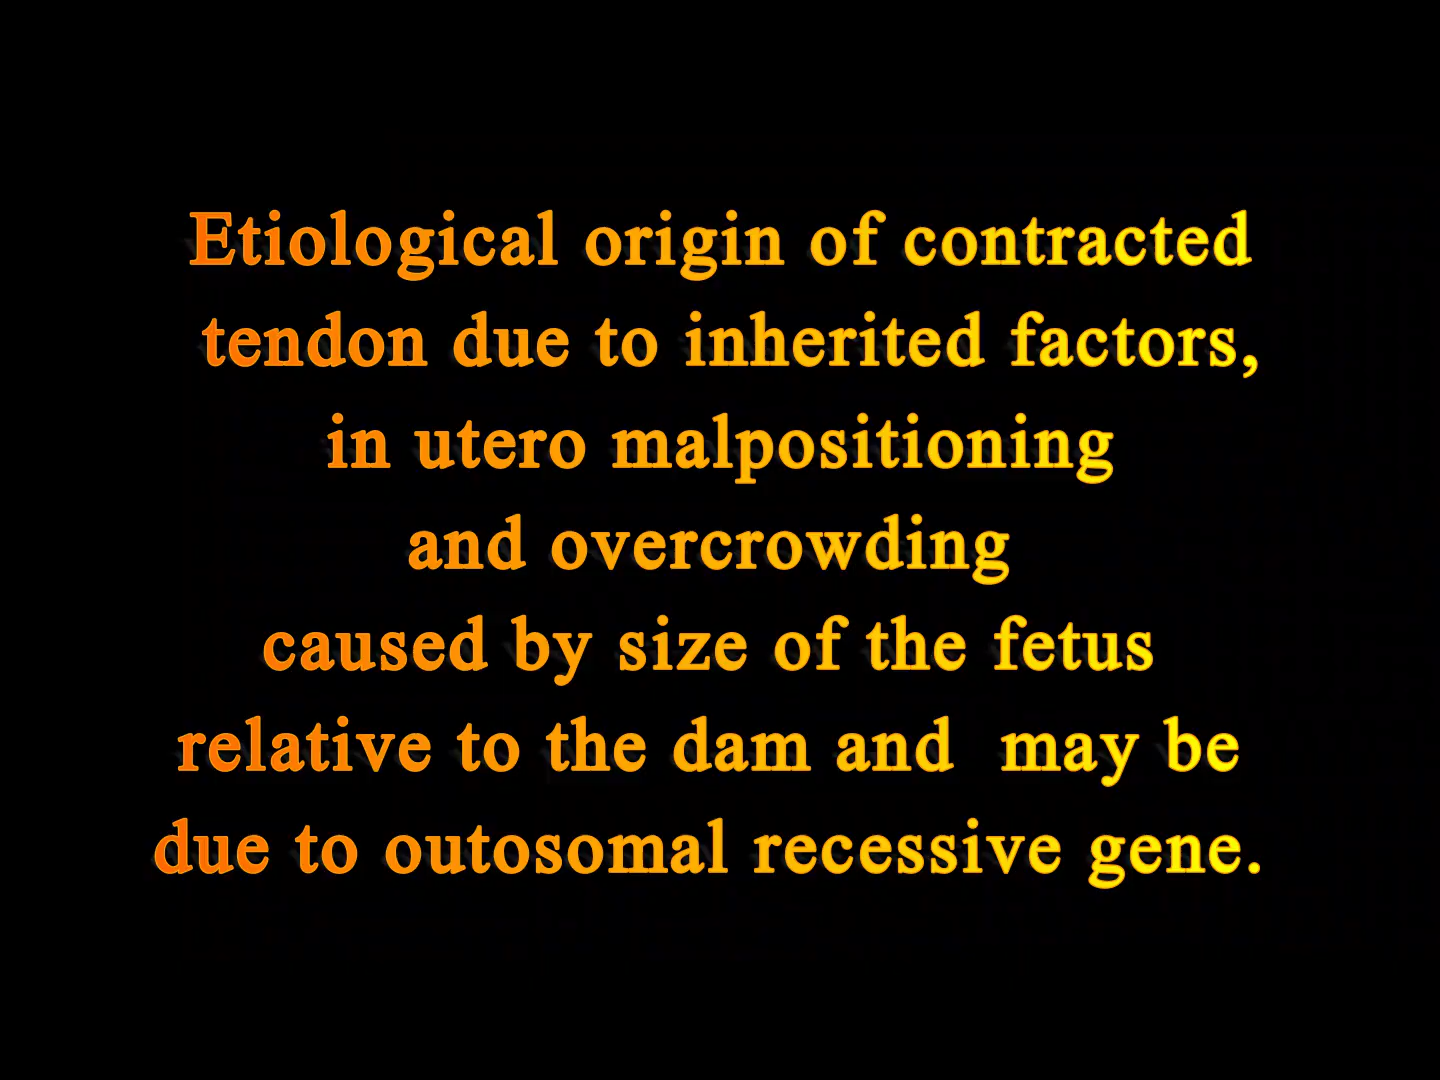 Etiological origin of contracted
tendon due to inherited factors,
in utero malpositioning
and overcrowding
caused by size of the fetus
relative to the dam and  may be
due to outosomal recessive gene.